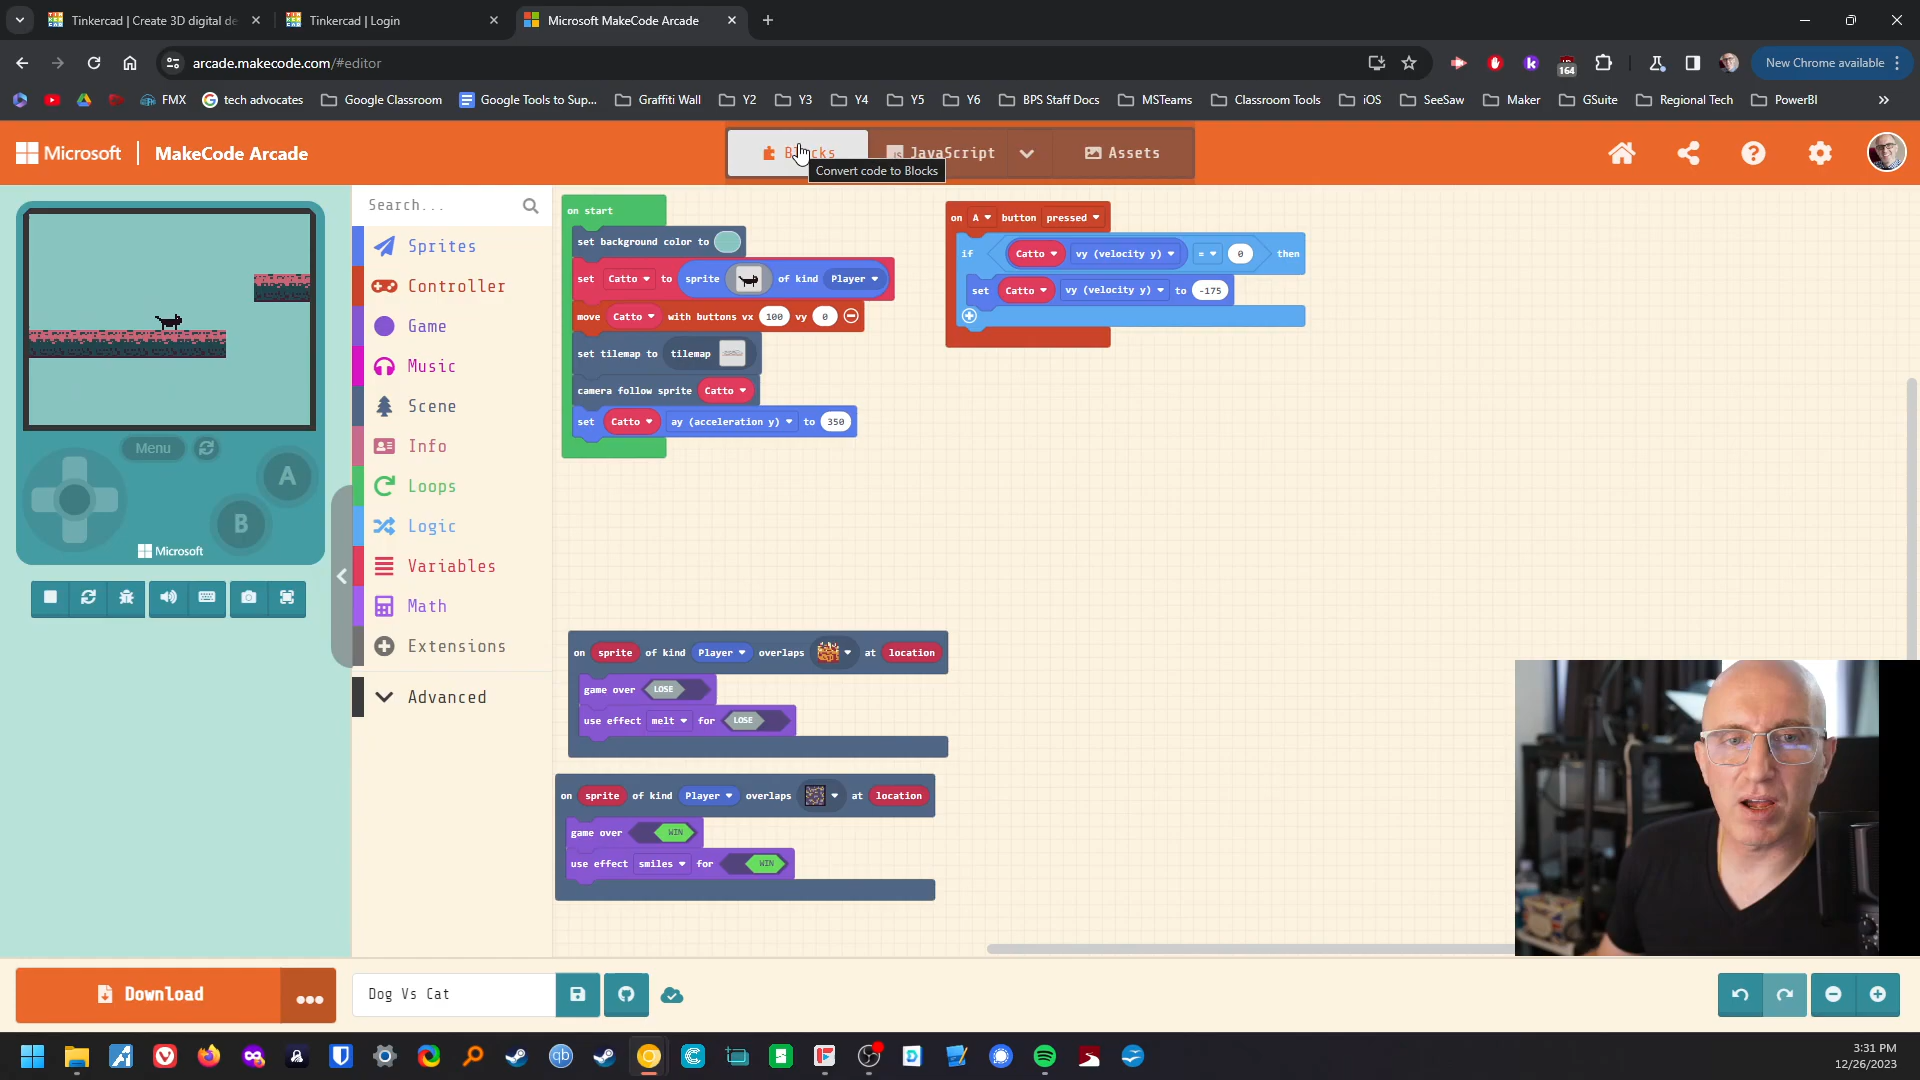 Tinkercad | Create 3D digital de
Tinkercad | Login
Microsoft MakeCode Arcade
arcade.makecode.com/#editor
164
New Chrome available
FMX
tech advocates
Google Classroom
Google Tools to Sup...
Graffiti Wall
Y2
Y3
Y4
Y5
Y6
BPS Staff Docs
MSTeams
Classroom Tools
iOS
SeeSaw
Maker
GSuite
Regional Tech
PowerBI
Microsoft
MakeCode Arcade
Blocks
JavaScript
Assets
Convert code to Blocks
Menu
A
B
Microsoft
Search...
Sprites
Controller
Game
Music
Scene
Info
Loops
Logic
Variables
Math
Extensions
Advanced
on start
set background color to
set Catto to sprite of kind Player
move Catto with buttons vx 100 vy 0
set tilemap to tilemap
camera follow sprite Catto
set Catto ay (acceleration y) to 350
on A button pressed
if Catto vy (velocity y) = 0 then
set Catto vy (velocity y) to -175
on sprite of kind Player overlaps at location
game over LOSE
use effect melt for LOSE
on sprite of kind Player overlaps at location
game over WIN
use effect smiles for WIN
Download
Dog Vs Cat
3:31 PM
12/26/2023